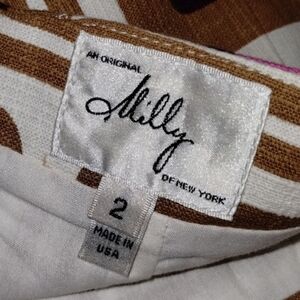 AN ORIGINAL
Milly
OF NEW YORK
2
MADE IN
USA